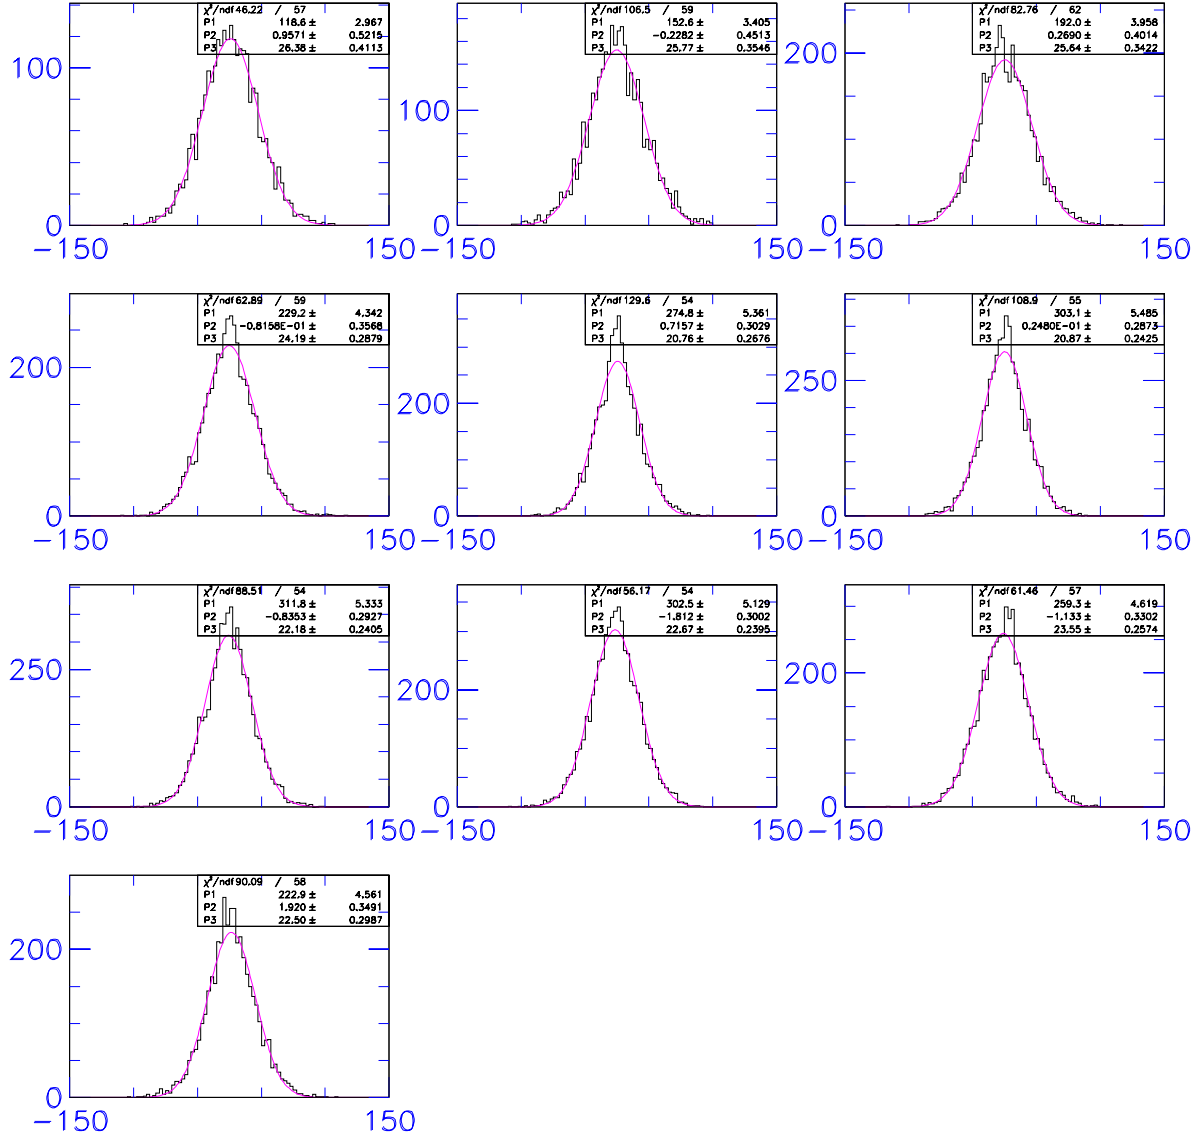 χ²/ndf 46.22 / 57
P1 118.6 ± 2.967
P2 0.9571 ± 0.5215
P3 26.38 ± 0.4113
100
0
−150 150
χ²/ndf 106.5 / 59
P1 152.6 ± 3.405
P2 -0.2282 ± 0.4513
P3 25.77 ± 0.3546
100
0
−150 150
χ²/ndf 82.76 / 62
P1 192.0 ± 3.956
P2 0.2690 ± 0.4014
P3 25.64 ± 0.3422
200
0
−150 150
χ²/ndf 62.89 / 59
P1 229.2 ± 4.342
P2 -0.8158E-01 ± 0.3568
P3 24.19 ± 0.2879
200
0
−150 150
χ²/ndf 129.6 / 54
P1 274.8 ± 5.361
P2 0.7157 ± 0.3029
P3 20.76 ± 0.2676
200
0
−150 150
χ²/ndf 108.9 / 55
P1 303.1 ± 5.485
P2 0.2480E-01 ± 0.2873
P3 20.87 ± 0.2425
250
0
−150 150
χ²/ndf 88.51 / 54
P1 311.8 ± 5.333
P2 -0.8353 ± 0.2927
P3 22.18 ± 0.2405
250
0
−150 150
χ²/ndf 56.17 / 54
P1 302.5 ± 5.129
P2 -1.812 ± 0.3002
P3 22.67 ± 0.2395
200
0
−150 150
χ²/ndf 61.46 / 57
P1 259.3 ± 4.619
P2 -1.133 ± 0.3302
P3 23.55 ± 0.2574
200
0
−150 150
χ²/ndf 90.09 / 58
P1 222.9 ± 4.561
P2 1.920 ± 0.3491
P3 22.50 ± 0.2987
200
0
−150 150